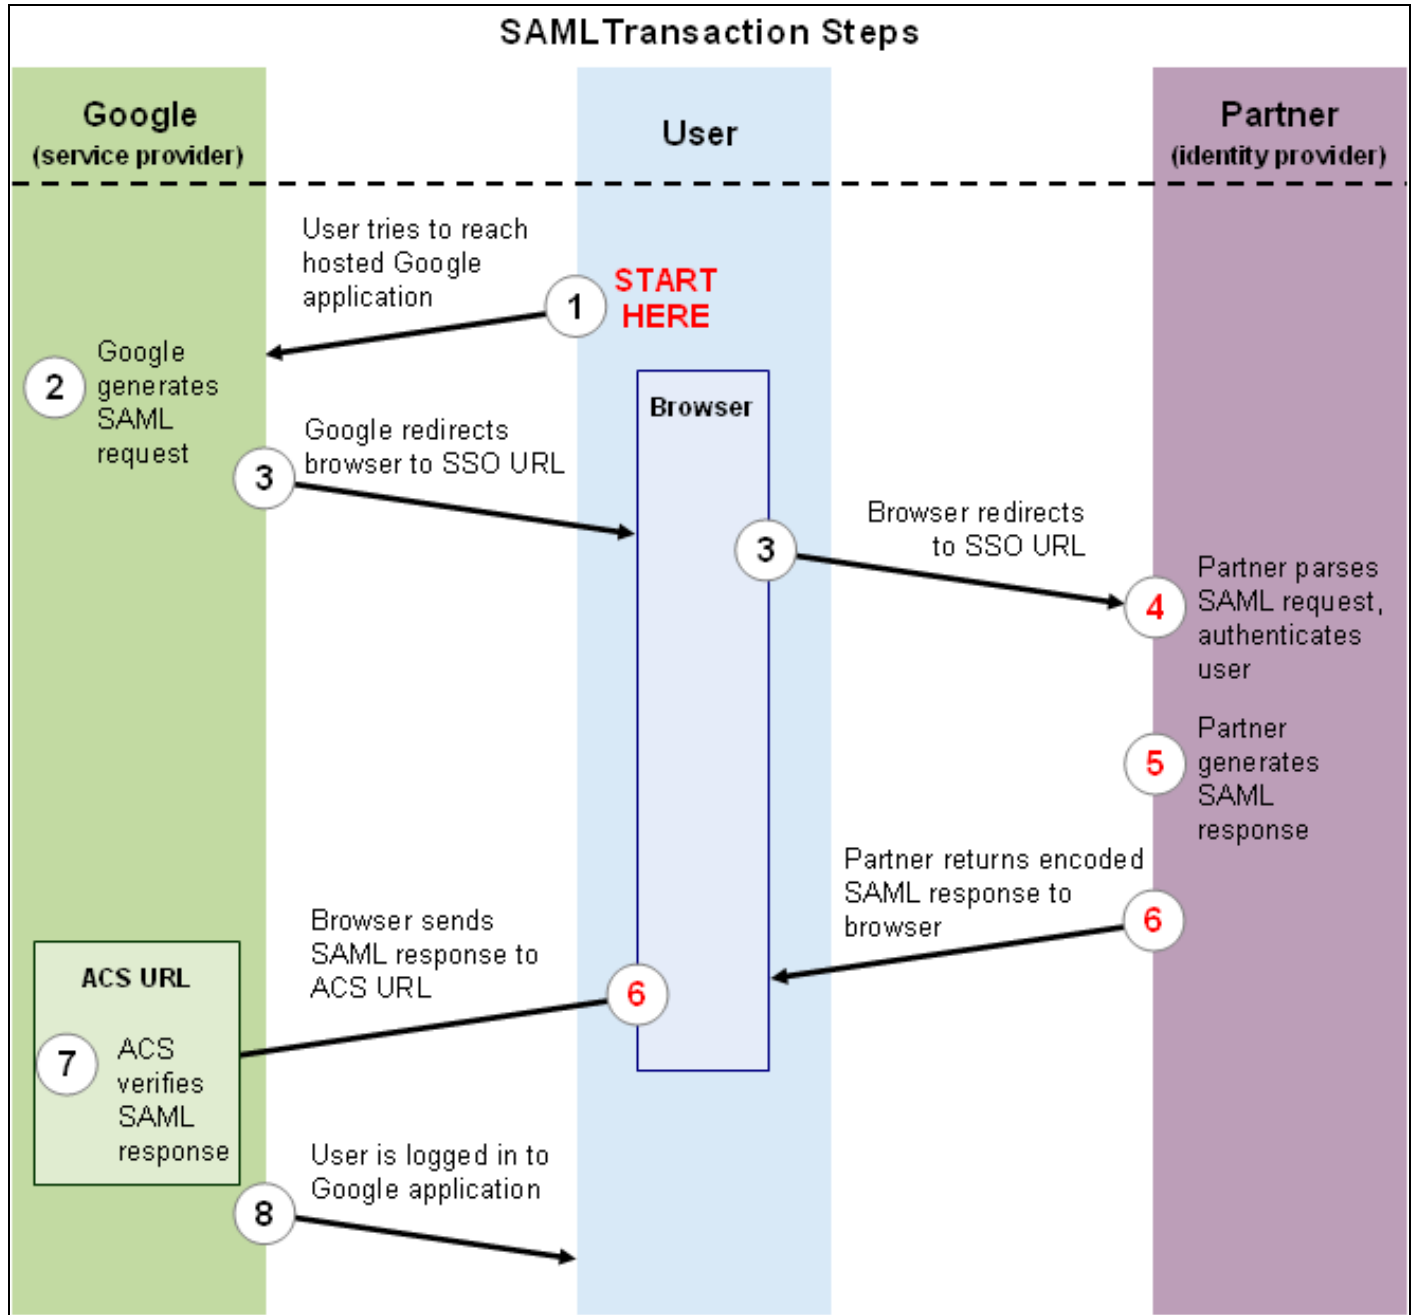 SAML Transaction Steps
Google
(service provider)
User
Partner
(identity provider)
User tries to reach
hosted Google
application
1
START
HERE
2
Google
generates
SAML
request
Browser
3
Google redirects
browser to SSO URL
3
Browser redirects
to SSO URL
4
Partner parses
SAML request,
authenticates
user
5
Partner
generates
SAML
response
Partner returns encoded
SAML response to
browser
6
Browser sends
SAML response to
ACS URL
6
ACS URL
7
ACS
verifies
SAML
response
User is logged in to
Google application
8